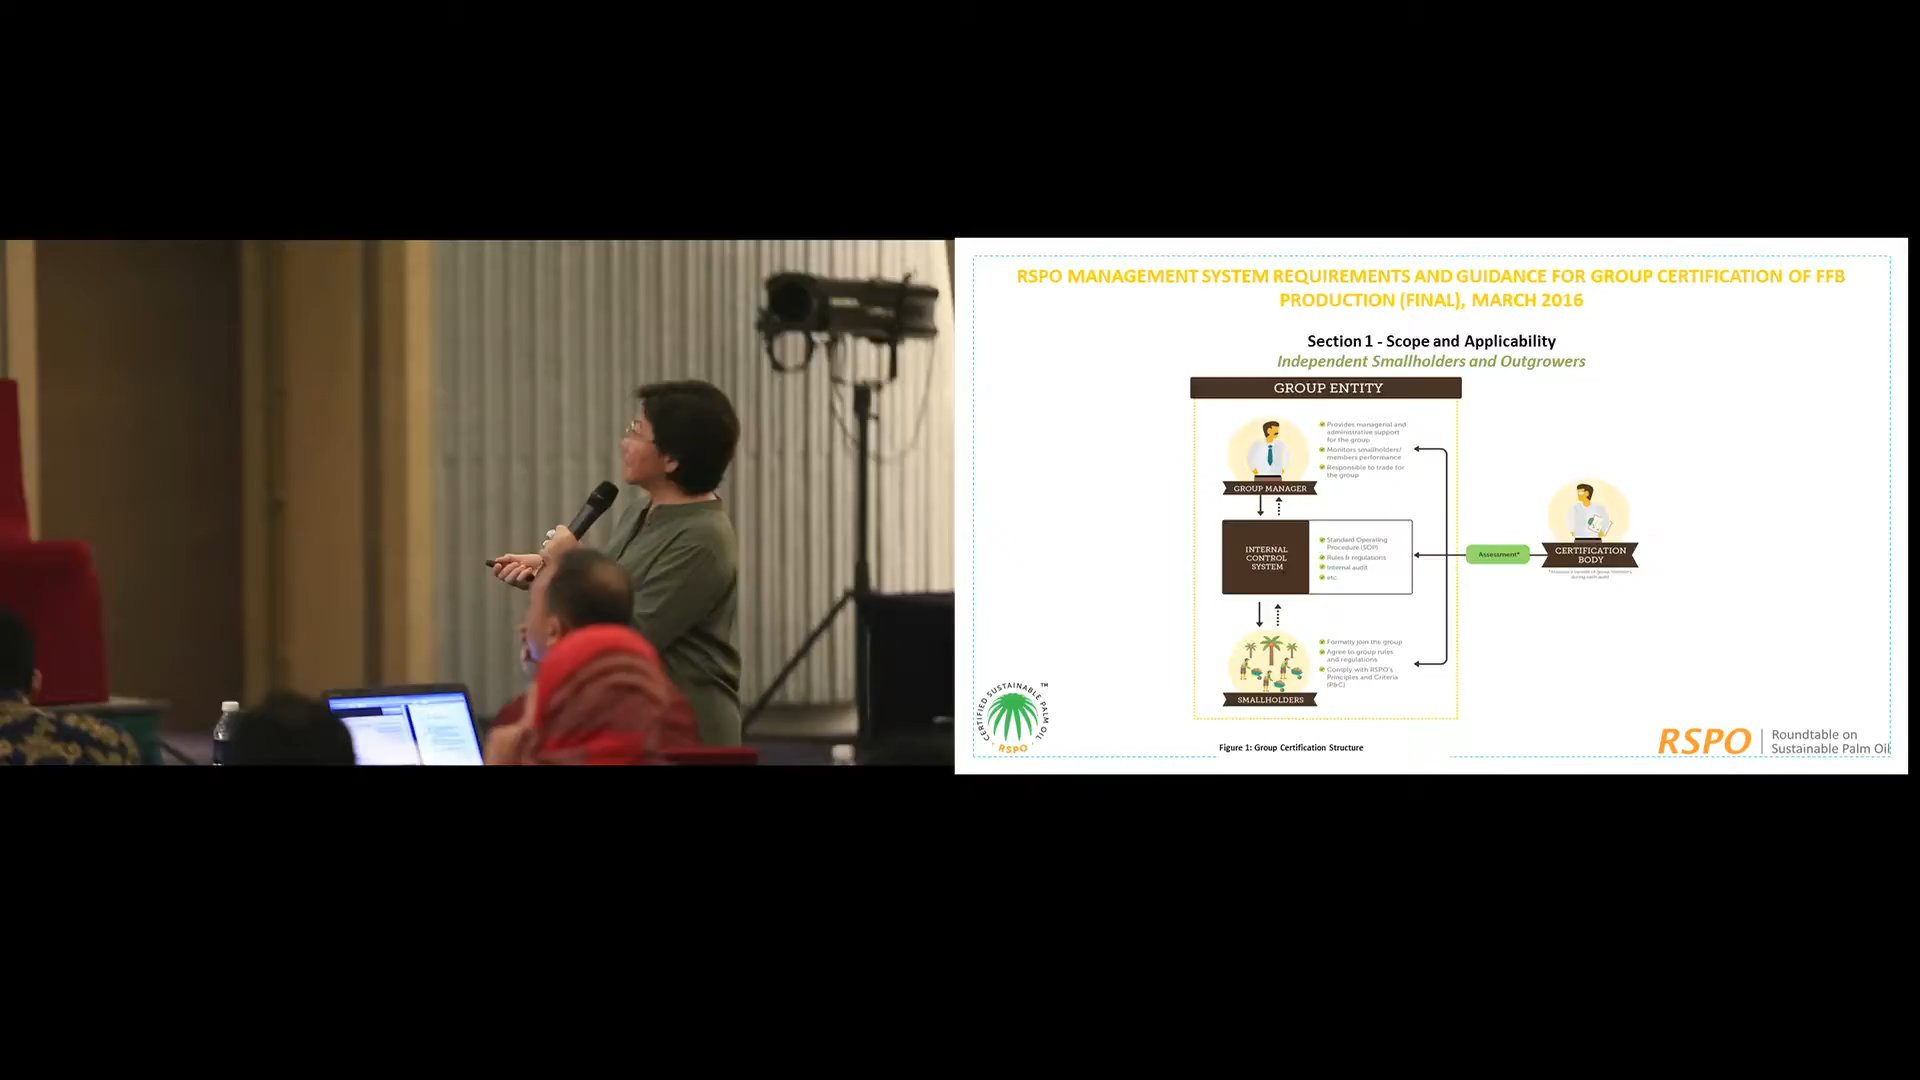 RSPO MANAGEMENT SYSTEM REQUIREMENTS AND GUIDANCE FOR GROUP CERTIFICATION OF FFB
PRODUCTION (FINAL), MARCH 2016
Section 1 - Scope and Applicability
Independent Smallholders and Outgrowers
GROUP ENTITY
Provides managerial and
administrative support
for the group
Monitors smallholders/
members performance
Responsible to trade for
the group
GROUP MANAGER
INTERNAL
CONTROL
SYSTEM
Standard Operating
Procedure (SOP)
Rules & regulations
Internal audit
etc.
Assessment*
CERTIFICATION
BODY
during each audit
Formally join the group
Agree to group rules
and regulations
Comply with RSPO's
Principles and Criteria
(P&C)
SMALLHOLDERS
CERTIFIED SUSTAINABLE PALM OIL
TM
RSPO
Figure 1: Group Certification Structure
RSPO
Roundtable on
Sustainable Palm Oil